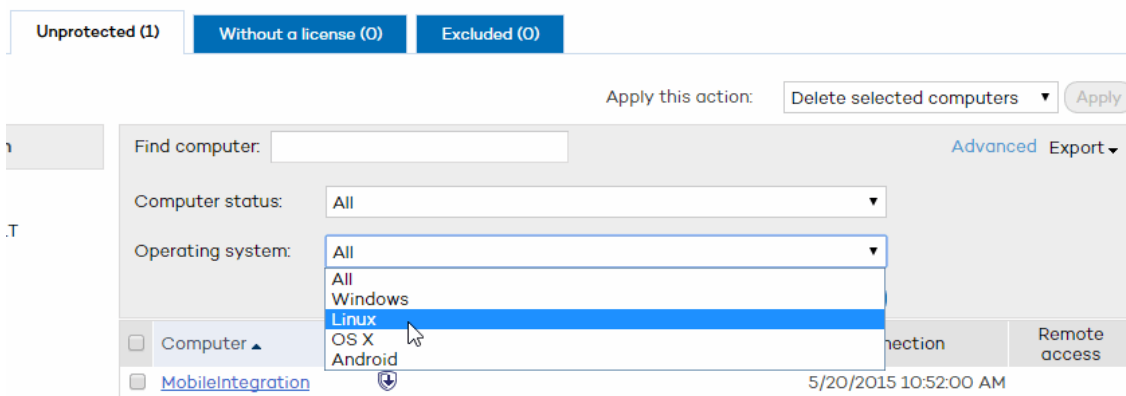 Unprotected (1) Without a license (0) Excluded (0)
Apply this action: Delete selected computers Apply
Find computer: Advanced Export
Computer status: All
.T
Operating system: All
All
Windows
Linux
OS X
Android
Computer nection Remote access
MobileIntegration 5/20/2015 10:52:00 AM